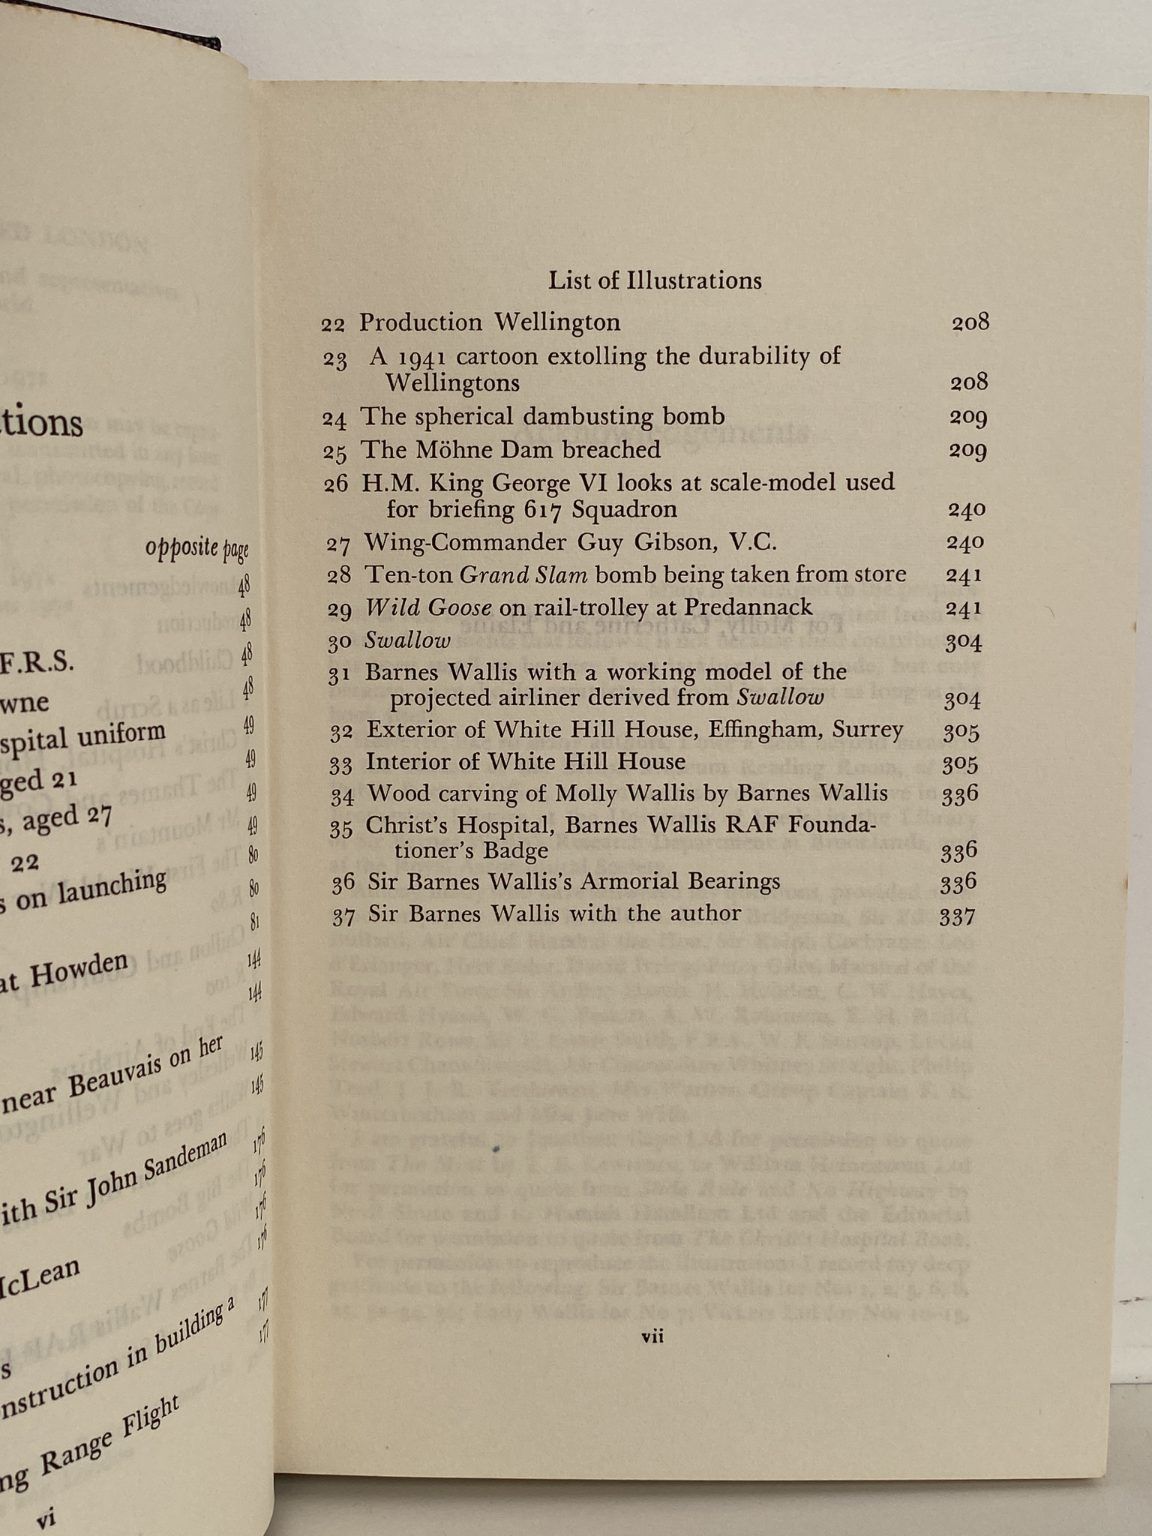 tions
opposite page
48
48
F.R.S. 48
wne 48
spital uniform 49
ged 21 49
s, aged 27 49
22 49
80
s on launching 80
81
at Howden 144
144
near Beauvais on her 145
145
ith Sir John Sandeman 176
176
176
McLean 176
s 177
nstruction in building a 177
ng Range Flight
vi
List of Illustrations
22 Production Wellington 208
23 A 1941 cartoon extolling the durability of
Wellingtons 208
24 The spherical dambusting bomb 209
25 The Möhne Dam breached 209
26 H.M. King George VI looks at scale-model used
for briefing 617 Squadron 240
27 Wing-Commander Guy Gibson, V.C. 240
28 Ten-ton Grand Slam bomb being taken from store 241
29 Wild Goose on rail-trolley at Predannack 241
30 Swallow 304
31 Barnes Wallis with a working model of the
projected airliner derived from Swallow 304
32 Exterior of White Hill House, Effingham, Surrey 305
33 Interior of White Hill House 305
34 Wood carving of Molly Wallis by Barnes Wallis 336
35 Christ's Hospital, Barnes Wallis RAF Founda-
tioner's Badge 336
36 Sir Barnes Wallis's Armorial Bearings 336
37 Sir Barnes Wallis with the author 337
vii